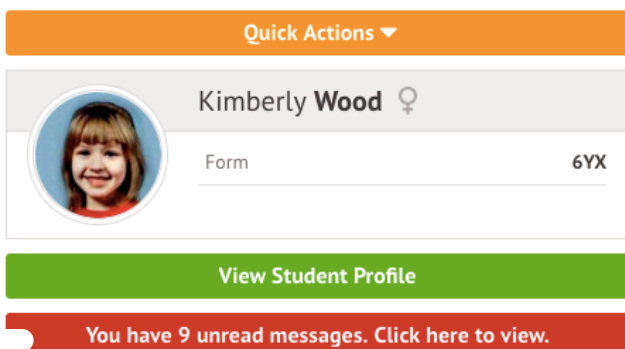 Quick Actions
Kimberly Wood
Form 6YX
View Student Profile
You have 9 unread messages. Click here to view.